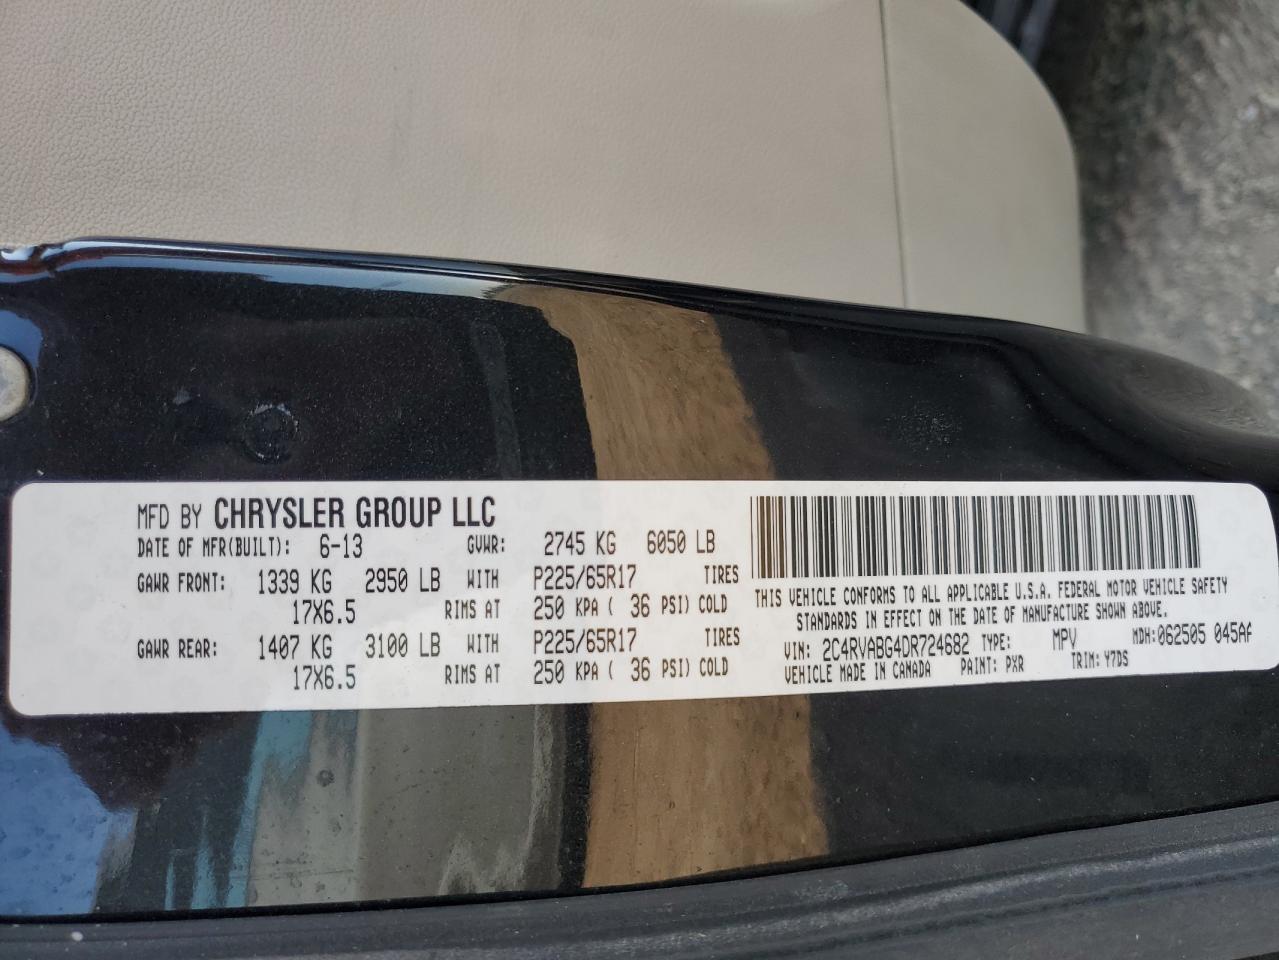 MFD BY CHRYSLER GROUP LLC
DATE OF MFR(BUILT): 6-13 GVWR: 2745 KG 6050 LB
GAWR FRONT: 1339 KG 2950 LB WITH P225/65R17 TIRES
17X6.5 RIMS AT 250 KPA ( 36 PSI) COLD
GAWR REAR: 1407 KG 3100 LB WITH P225/65R17 TIRES
17X6.5 RIMS AT 250 KPA ( 36 PSI) COLD
THIS VEHICLE CONFORMS TO ALL APPLICABLE U.S.A. FEDERAL MOTOR VEHICLE SAFETY
STANDARDS IN EFFECT ON THE DATE OF MANUFACTURE SHOWN ABOVE.
VIN: 2C4RVABG4DR724682 TYPE: MPV MDH:062505 045AF
VEHICLE MADE IN CANADA PAINT: PXR TRIM: Y7DS